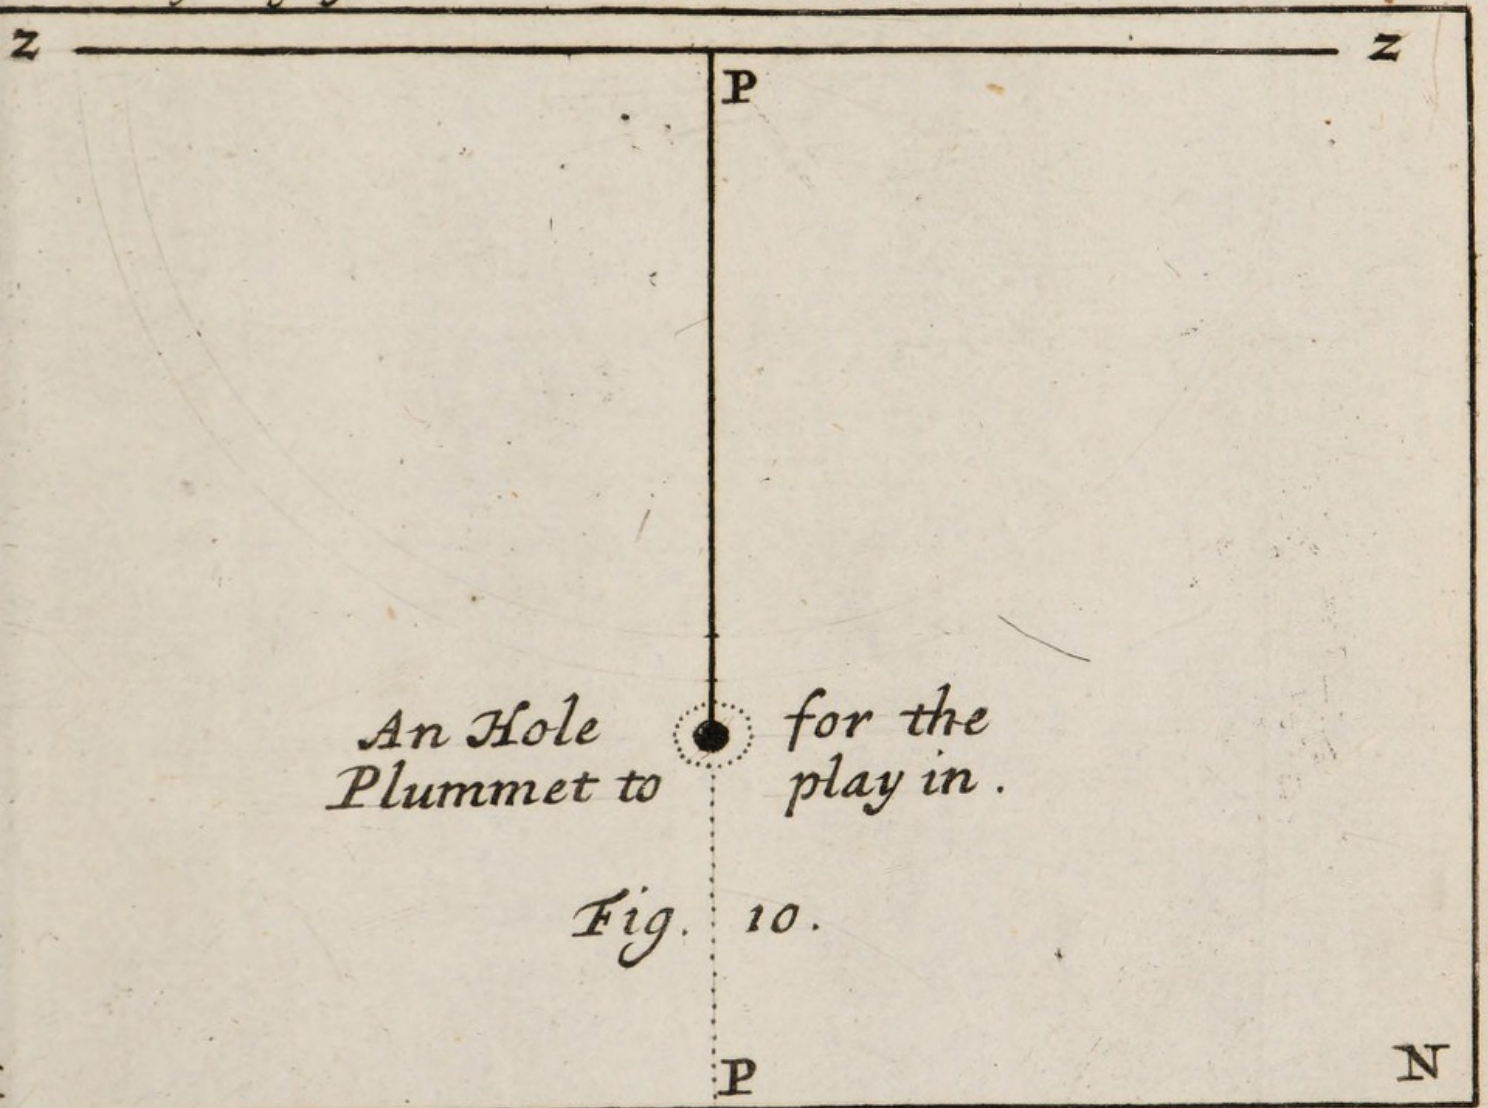 Z Z
P
An Hole for the
Plummet to play in.
Fig. 10.
P
N